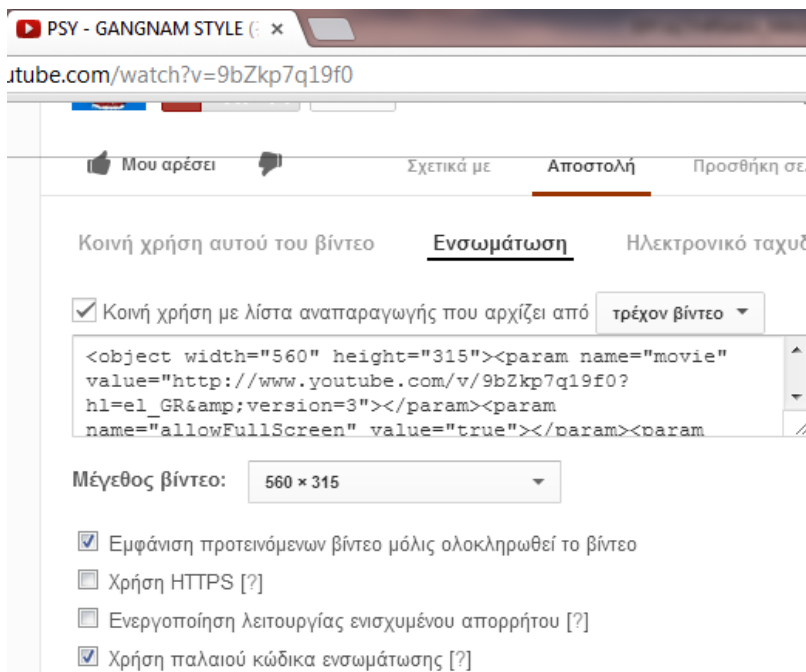 PSY - GANGNAM STYLE (
utube.com/watch?v=9bZkp7q19f0
Μου αρέσει Σχετικά με Αποστολή Προσθήκη σε
Κοινή χρήση αυτού του βίντεο Ενσωμάτωση Ηλεκτρονικό ταχυδ
Κοινή χρήση με λίστα αναπαραγωγής που αρχίζει από τρέχον βίντεο
<object width="560" height="315"><param name="movie"
value="http://www.youtube.com/v/9bZkp7q19f0?
hl=el_GR&amp;version=3"></param><param
name="allowFullScreen" value="true"></param><param
Μέγεθος βίντεο: 560 × 315
Εμφάνιση προτεινόμενων βίντεο μόλις ολοκληρωθεί το βίντεο
Χρήση HTTPS [?]
Ενεργοποίηση λειτουργίας ενισχυμένου απορρήτου [?]
Χρήση παλαιού κώδικα ενσωμάτωσης [?]